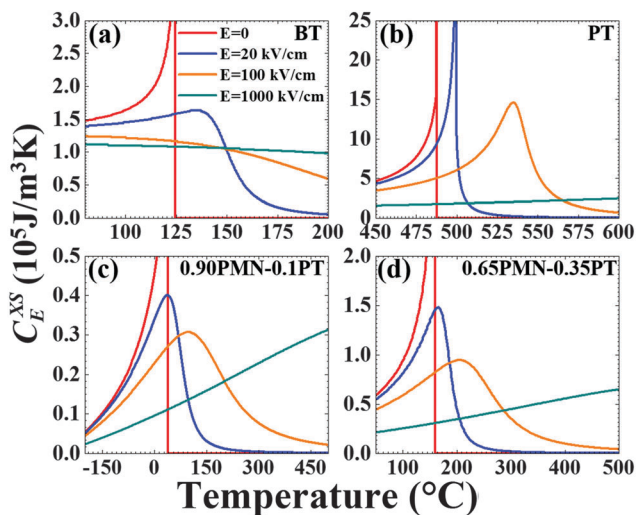 (a) BT
E=0
E=20 kV/cm
E=100 kV/cm
E=1000 kV/cm
3.0
2.5
2.0
1.5
1.0
0.5
0.0
100 125 150 175 200
(b) PT
25
20
15
10
5
0
450 475 500 525 550 575 600
(c) 0.90PMN-0.1PT
0.5
0.4
0.3
0.2
0.1
0.0
-150 0 150 300 450
(d) 0.65PMN-0.35PT
2.0
1.5
1.0
0.5
0.0
100 200 300 400 500
C_E^XS (10^5J/m^3K)
Temperature (°C)